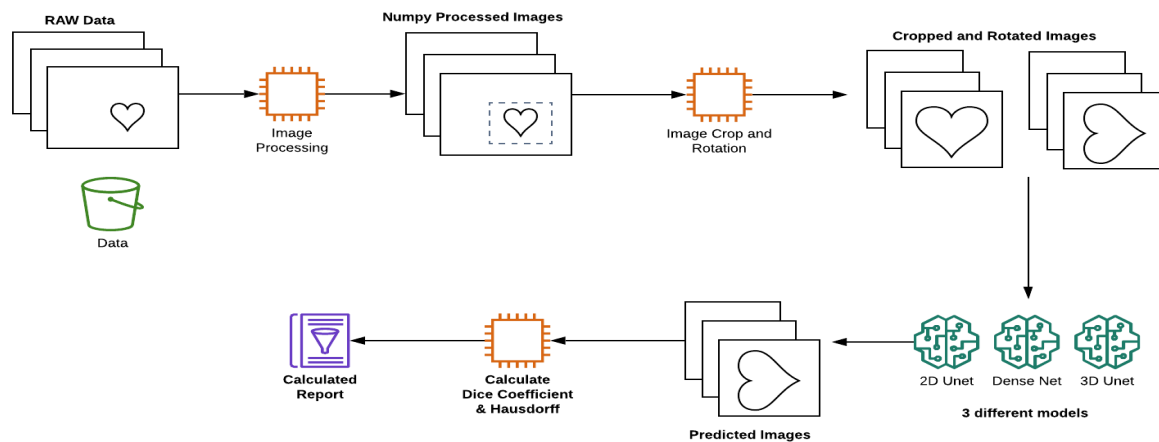 RAW Data
Numpy Processed Images
Cropped and Rotated Images
Image
Processing
Image Crop and
Rotation
Data
2D Unet
Dense Net
3D Unet
3 different models
Predicted Images
Calculate
Dice Coefficient
& Hausdorff
Calculated
Report